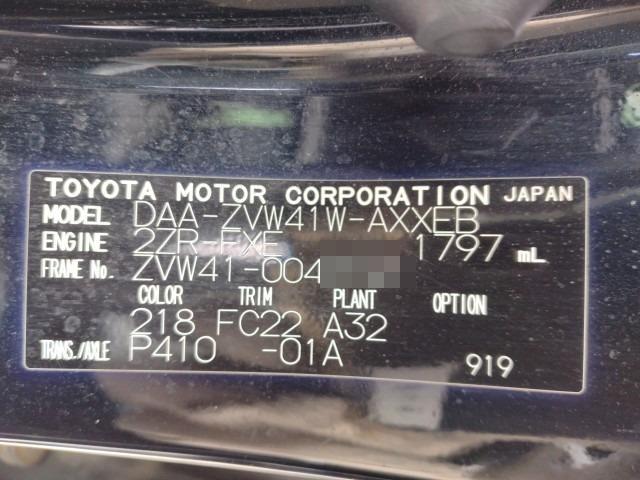 TOYOTA MOTOR CORPORATION JAPAN
MODEL DAA-ZVW41W-AXXEB
ENGINE 2ZR-FXE 1797 mL
FRAME No. ZVW41-004
COLOR TRIM PLANT OPTION
218 FC22 A32
TRANS./AXLE P410 -01A 919